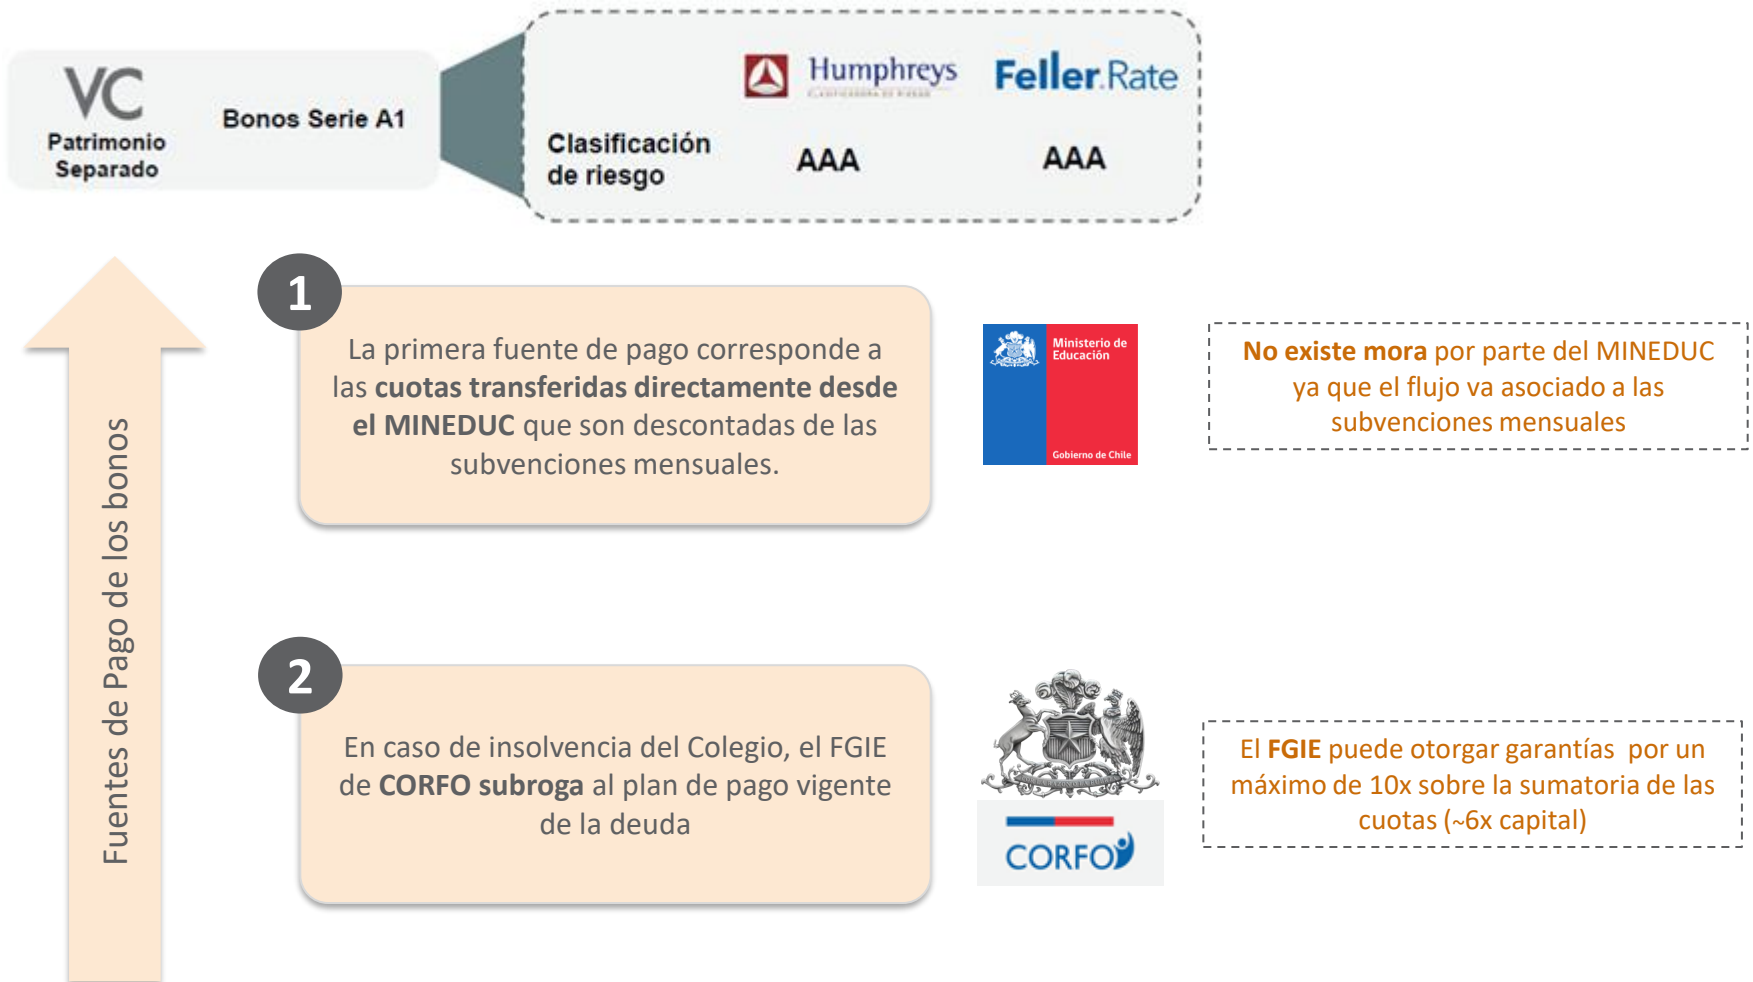 VC
Patrimonio
Separado
Bonos Serie A1
Humphreys
CLASIFICADORA DE RIESGO
Feller.Rate
Clasificación
de riesgo
AAA
AAA
Fuentes de Pago de los bonos
1
La primera fuente de pago corresponde a
las cuotas transferidas directamente desde
el MINEDUC que son descontadas de las
subvenciones mensuales.
Ministerio de
Educación
Gobierno de Chile
No existe mora por parte del MINEDUC
ya que el flujo va asociado a las
subvenciones mensuales
2
En caso de insolvencia del Colegio, el FGIE
de CORFO subroga al plan de pago vigente
de la deuda
CORFO
El FGIE puede otorgar garantías  por un
máximo de 10x sobre la sumatoria de las
cuotas (~6x capital)